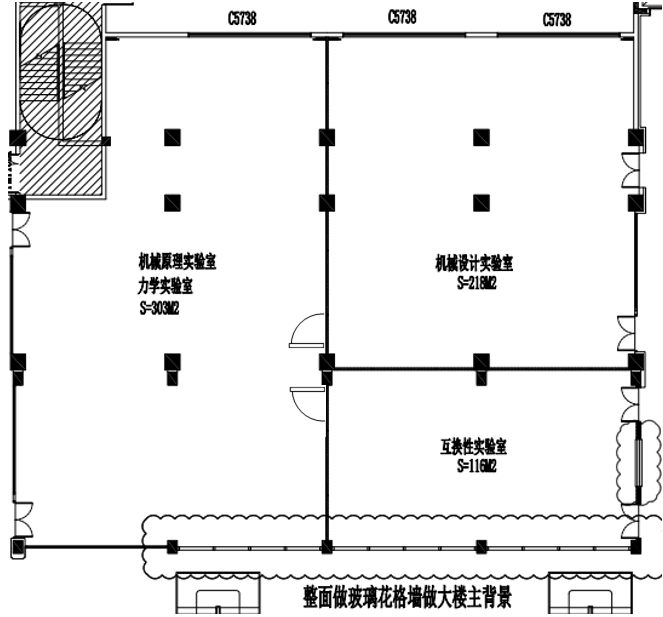 C5738
C5738
C5738
机械原理实验室
力学实验室
S=303M2
机械设计实验室
S=218M2
互换性实验室
S=116M2
整面做玻璃花格墙做大楼主背景